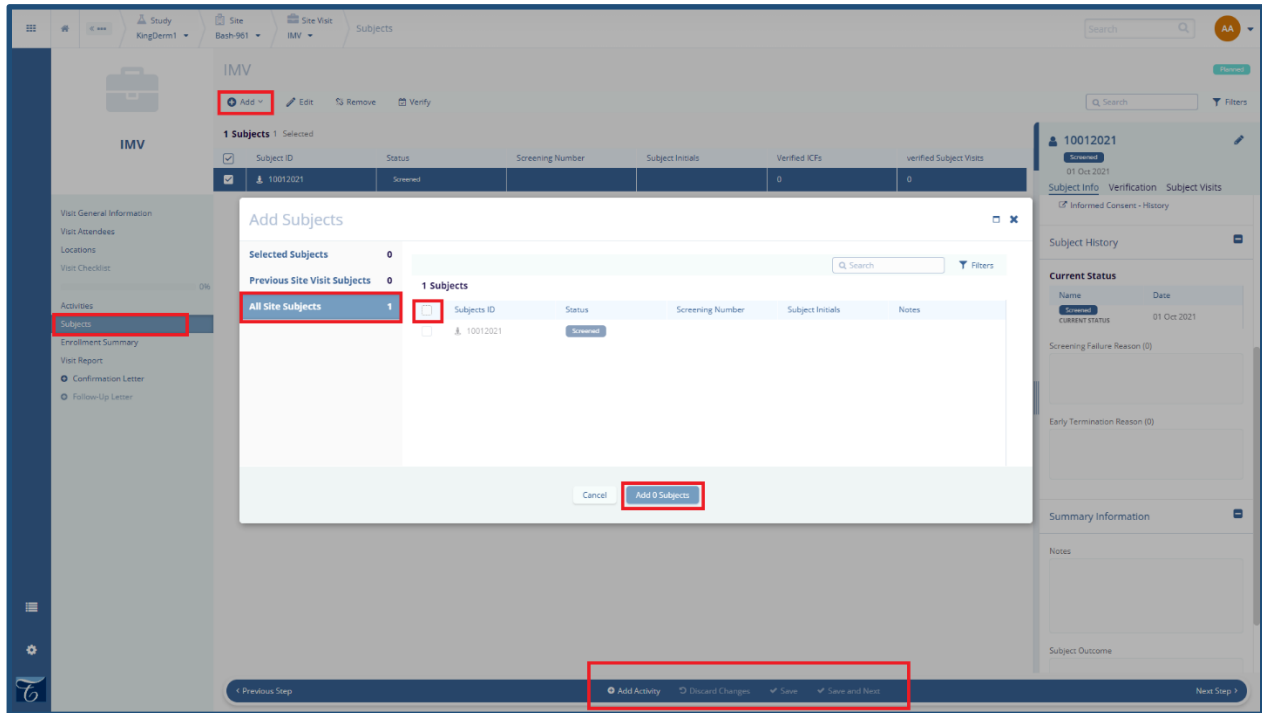 Study
KingDerm1
Site
Bash-961
Site Visit
IMV
Subjects
Search
AA
IMV
Planned
Add
Edit
Remove
Verify
Search
Filters
IMV
1 Subjects 1 Selected
Subject ID Status Screening Number Subject Initials Verified ICFs verified Subject Visits
10012021 Screened 0 0
Visit General Information
Visit Attendees
Locations
Visit Checklist
0%
Activities
Subjects
Enrollment Summary
Visit Report
Confirmation Letter
Follow-Up Letter
Add Subjects
Selected Subjects 0
Previous Site Visit Subjects 0
All Site Subjects 1
Search
Filters
1 Subjects
Subjects ID Status Screening Number Subject Initials Notes
10012021 Screened
Cancel
Add 0 Subjects
10012021
Screened
01 Oct 2021
Subject Info Verification Subject Visits
Informed Consent - History
Subject History
Current Status
Name Date
Screened 01 Oct 2021
CURRENT STATUS
Screening Failure Reason (0)
Early Termination Reason (0)
Summary Information
Notes
Subject Outcome
Previous Step
Add Activity
Discard Changes
Save
Save and Next
Next Step